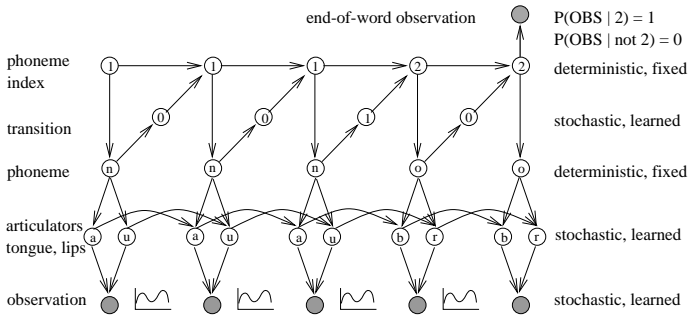 end-of-word observation
P(OBS | 2) = 1
P(OBS | not 2) = 0
phoneme
index
1 1 1 2 2
deterministic, fixed
transition
0 0 1 0
stochastic, learned
phoneme
n n n o o
deterministic, fixed
articulators
tongue, lips
a u a u a u b r b r
stochastic, learned
observation
stochastic, learned